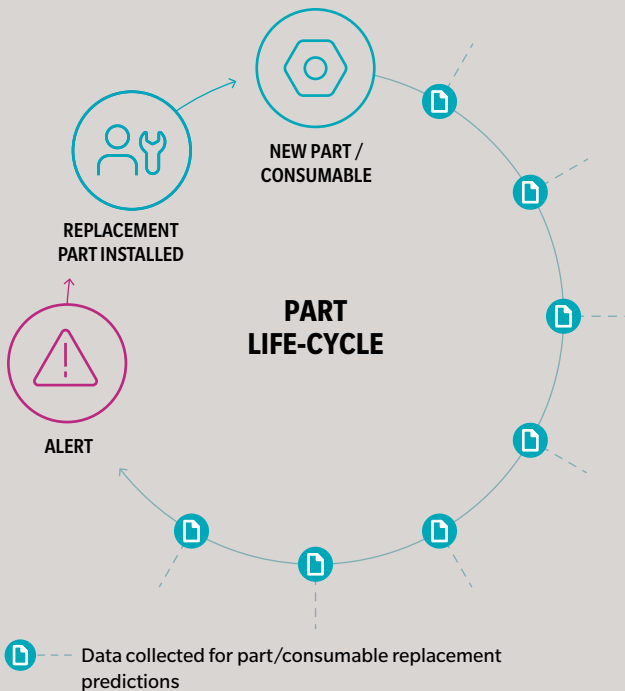 NEW PART /
CONSUMABLE
REPLACEMENT
PART INSTALLED
PART
LIFE-CYCLE
ALERT
Data collected for part/consumable replacement
predictions